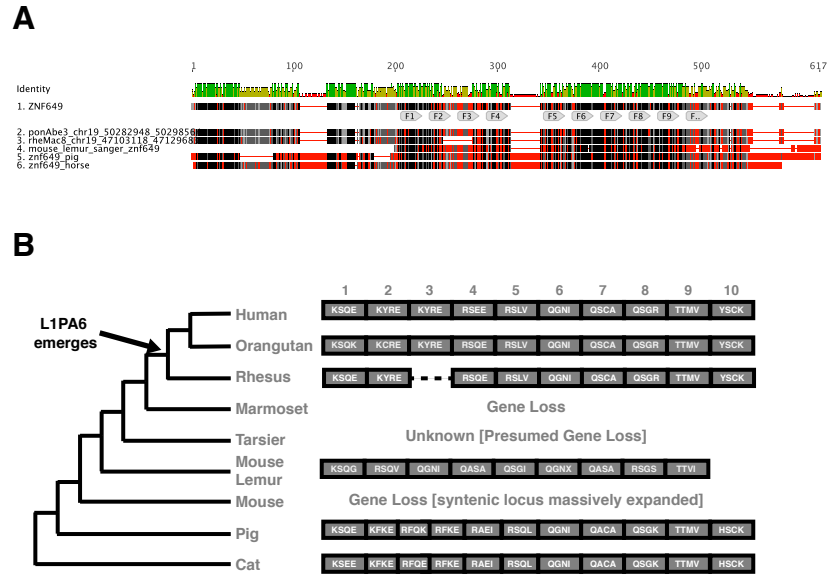 A
1 100 200 300 400 500 617
Identity
1. ZNF649
F1 F2 F3 F4 F5 F6 F7 F8 F9 F..
2. ponAbe3_chr19_50282948_5029856
3. rheMac8_chr19_47103118_4712968
4. mouse_lemur_sanger_znf649
5. znf649_pig
6. znf649_horse
B
1 2 3 4 5 6 7 8 9 10
L1PA6
emerges
Human KSQE KYRE KYRE RSEE RSLV QGNI QSCA QSGR TTMV YSCK
Orangutan KSQK KCRE KYRE RSQE RSLV QGNI QSCA QSGR TTMV YSCK
Rhesus KSQE KYRE RSQE RSLV QGNI QSCA QSGR TTMV YSCK
Marmoset Gene Loss
Tarsier Unknown [Presumed Gene Loss]
Mouse
Lemur KSQG RSQV QGNI QASA QSGI QGNX QASA RSGS TTVI
Mouse Gene Loss [syntenic locus massively expanded]
Pig KSQE KFKE RFQK RFKE RAEI RSQL QGNI QACA QSGK TTMV HSCK
Cat KSEE KFKE RFQE RFKE RAEI RSQL QGNI QACA QSGK TTMV HSCK